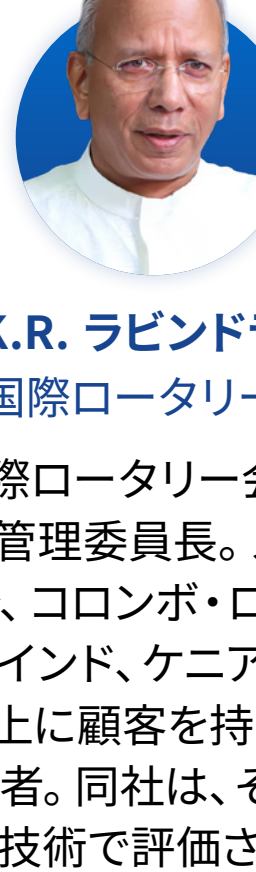 K.R. ラビンド
国際ロータリー
際ロータリー会
管理委員長。
、コロンボ・ロ
インド、ケニア
上に顧客を持
者。同社は、そ
技術で評価さ